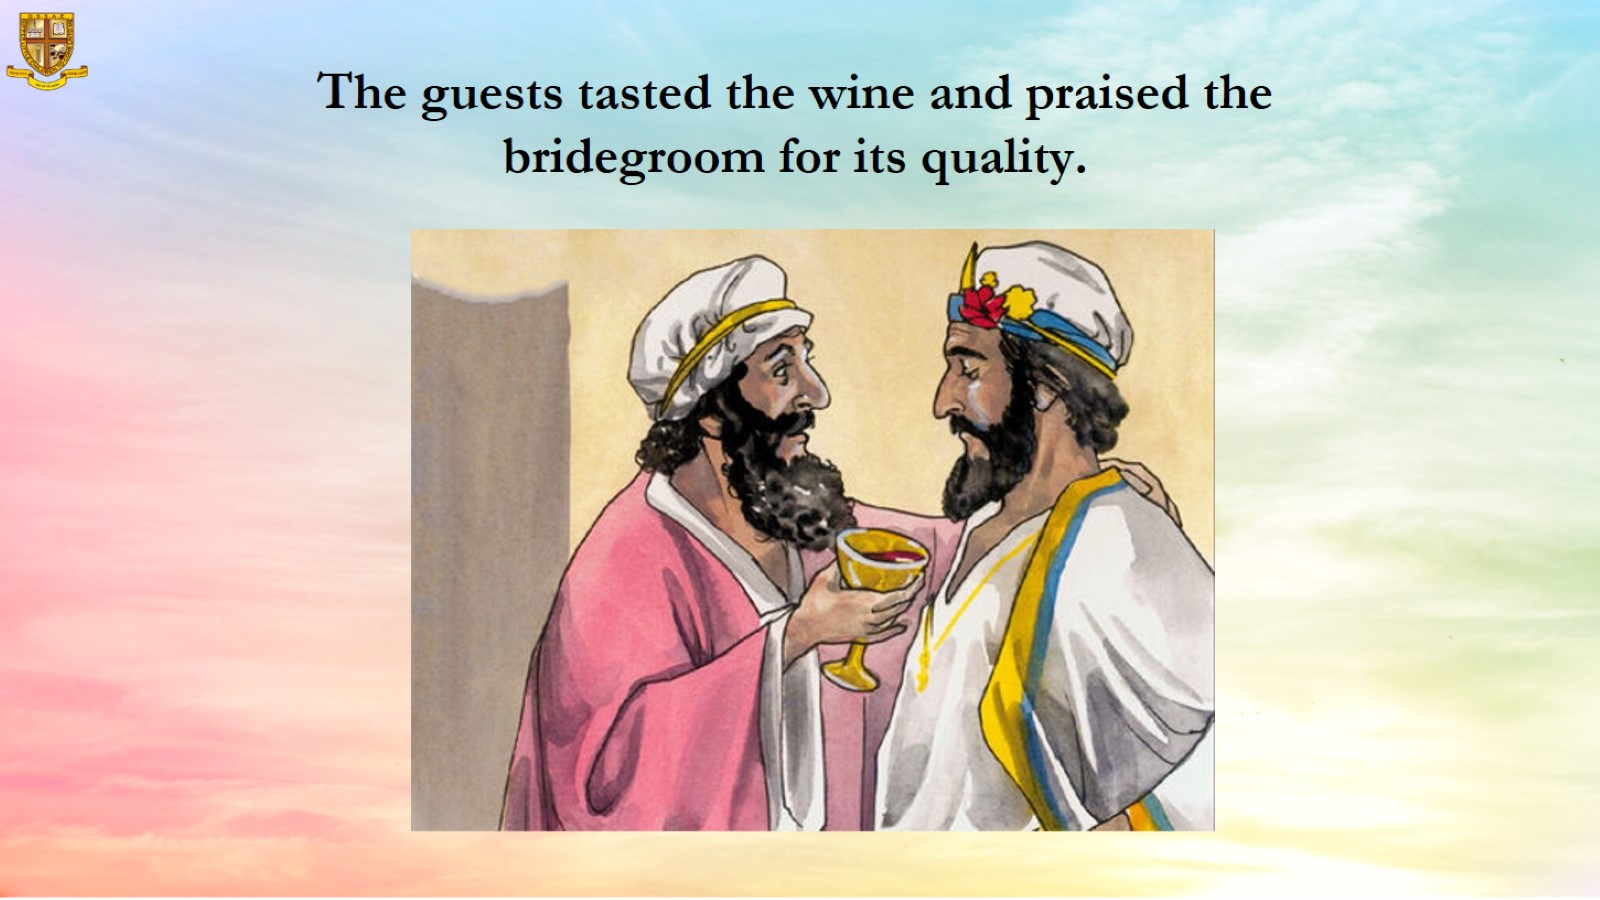 D.S.S.A.E.
The guests tasted the wine and praised the
bridegroom for its quality.